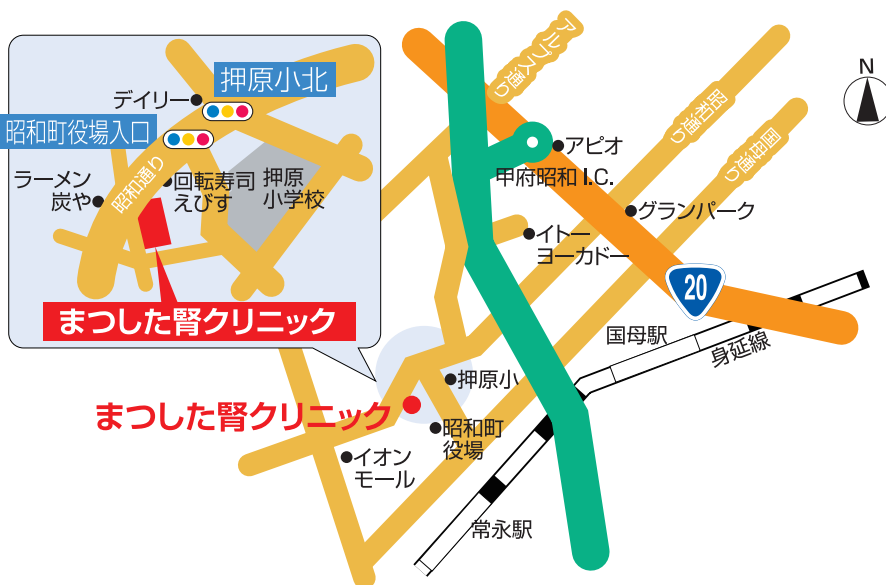 押原小北
デイリー
昭和町役場入口
ラーメン
炭や
昭和通り
回転寿司
えびす
押原
小学校
まつした腎クリニック
アルプス通り
昭和通り
国母通り
N
アピオ
甲府昭和 I.C.
グランパーク
イトー
ヨーカドー
20
国母駅
身延線
押原小
まつした腎クリニック
昭和町
役場
イオン
モール
常永駅